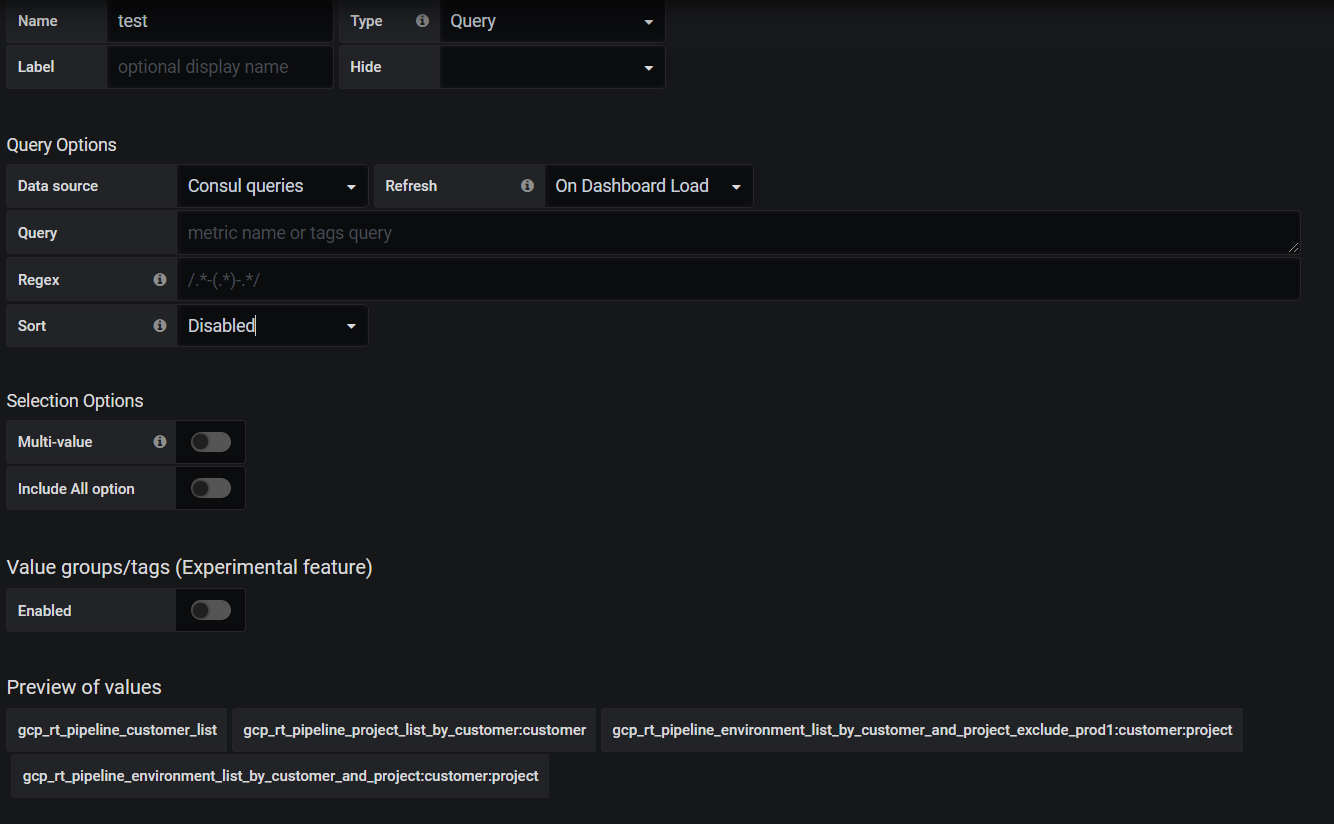 Name test Type Query
Label optional display name Hide
Query Options
Data source Consul queries Refresh On Dashboard Load
Query metric name or tags query
Regex /.*-(.*)-.*/
Sort Disabled
Selection Options
Multi-value
Include All option
Value groups/tags (Experimental feature)
Enabled
Preview of values
gcp_rt_pipeline_customer_list gcp_rt_pipeline_project_list_by_customer:customer gcp_rt_pipeline_environment_list_by_customer_and_project_exclude_prod1:customer:project
gcp_rt_pipeline_environment_list_by_customer_and_project:customer:project